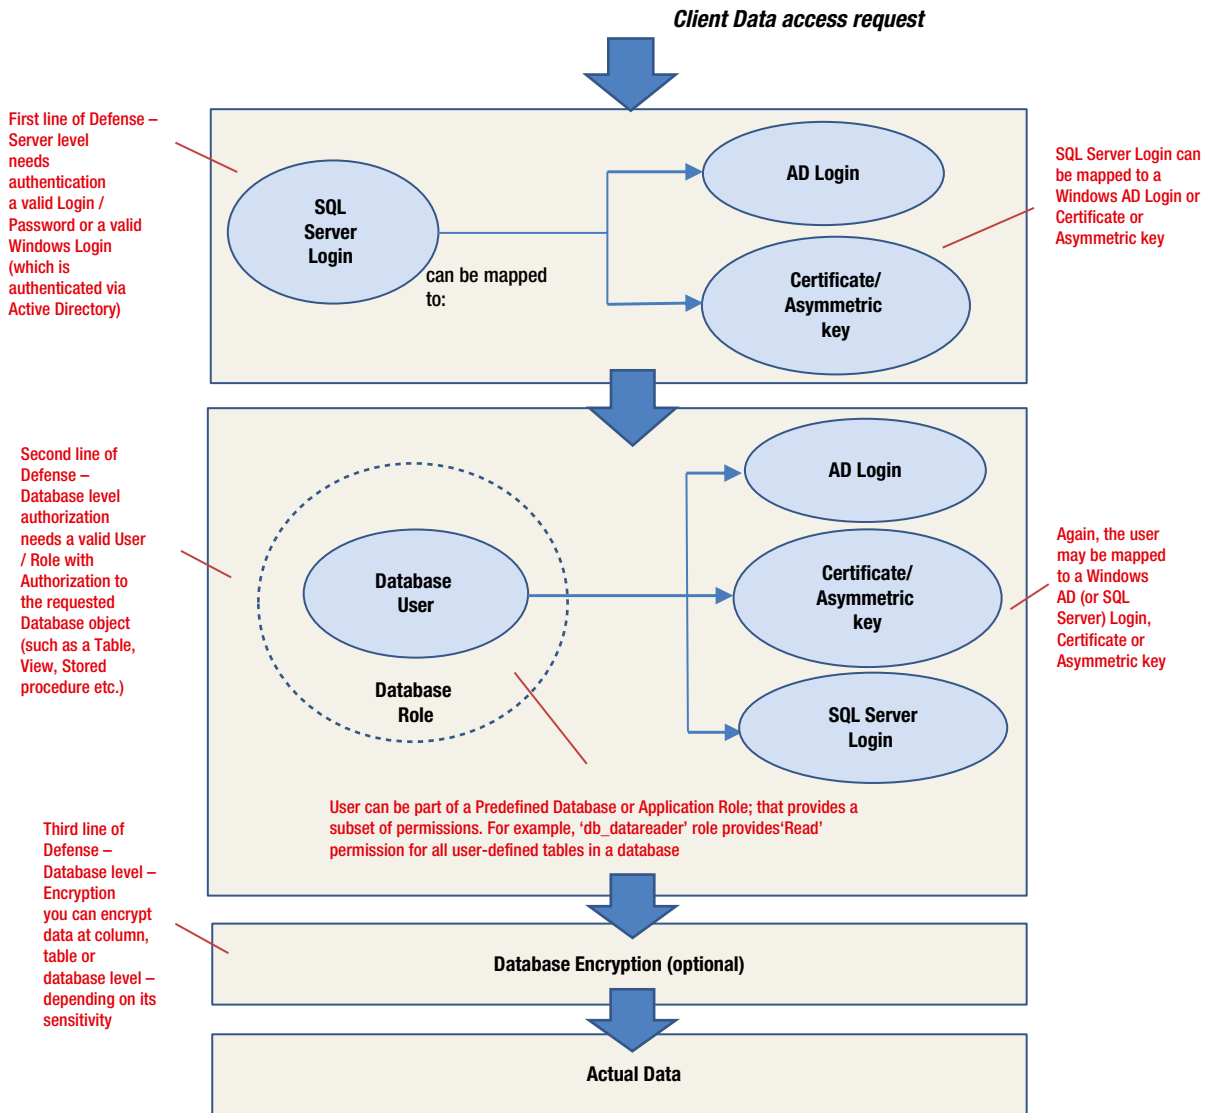 Client Data access request
First line of Defense –
Server level
needs
authentication
a valid Login /
Password or a valid
Windows Login
(which is
authenticated via
Active Directory)
SQL
Server
Login
can be mapped
to:
AD Login
Certificate/
Asymmetric
key
SQL Server Login can
be mapped to a
Windows AD Login or
Certificate or
Asymmetric key
Second line of
Defense –
Database level
authorization
needs a valid User
/ Role with
Authorization to
the requested
Database object
(such as a Table,
View, Stored
procedure etc.)
Database
User
Database
Role
AD Login
Certificate/
Asymmetric
key
SQL Server
Login
Again, the user
may be mapped
to a Windows
AD (or SQL
Server) Login,
Certificate or
Asymmetric key
User can be part of a Predefined Database or Application Role; that provides a
subset of permissions. For example, ‘db_datareader’ role provides‘Read’
permission for all user-defined tables in a database
Third line of
Defense –
Database level –
Encryption
you can encrypt
data at column,
table or
database level –
depending on its
sensitivity
Database Encryption (optional)
Actual Data